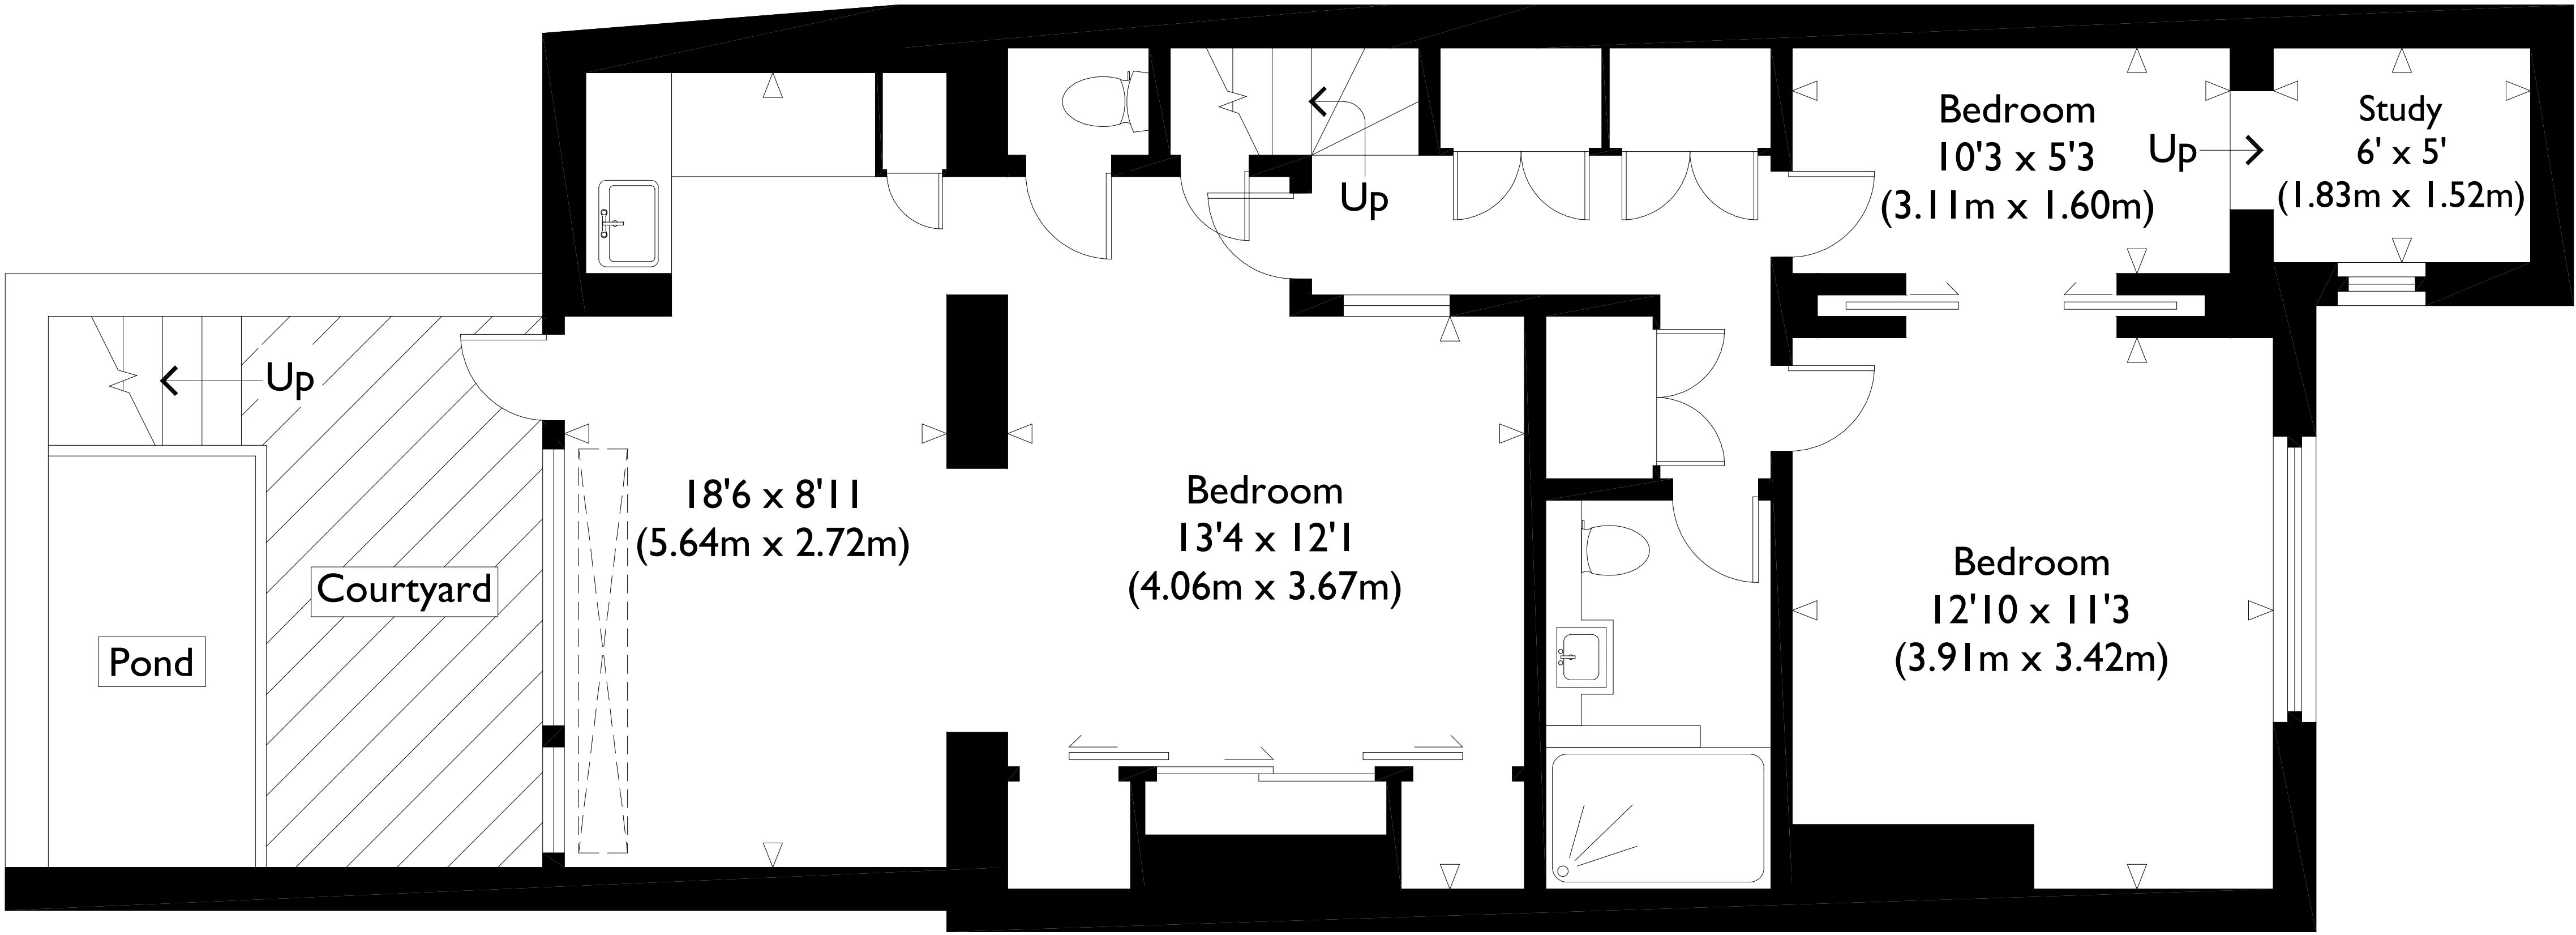 Bedroom
10'3 x 5'3
(3.11m x 1.60m)
Up
Study
6' x 5'
(1.83m x 1.52m)
Up
Up
18'6 x 8'11
(5.64m x 2.72m)
Bedroom
13'4 x 12'1
(4.06m x 3.67m)
Bedroom
12'10 x 11'3
(3.91m x 3.42m)
Courtyard
Pond